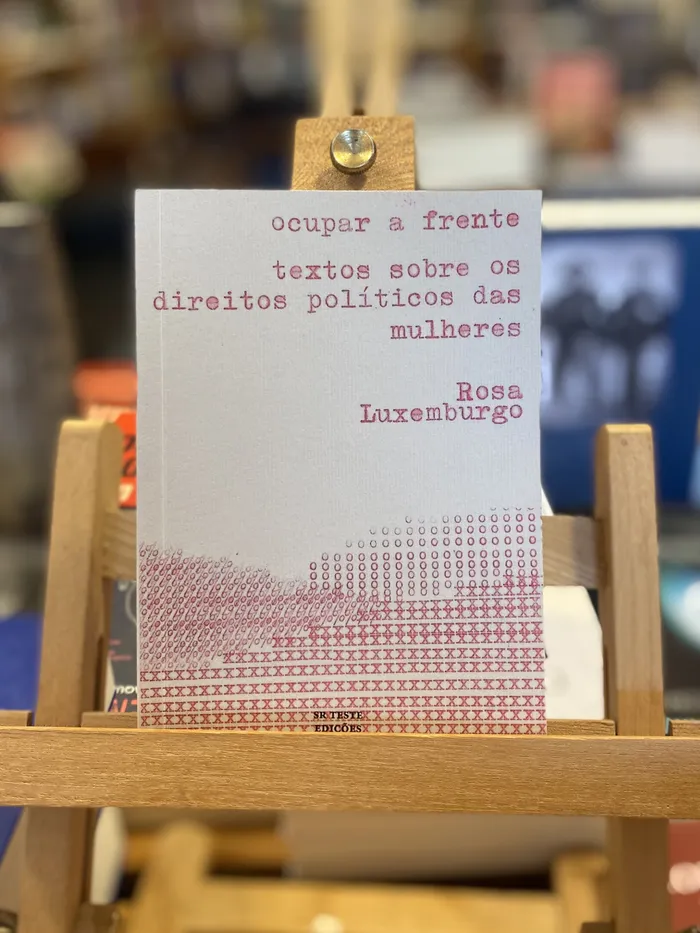 ocupar a frente
textos sobre os
direitos políticos das
mulheres
Rosa
Luxemburgo
SR TESTE
EDIÇÕES